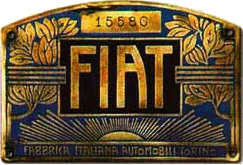 15580
FIAT
FABBRICA ITALIANA AUTOMOBILI TORINO